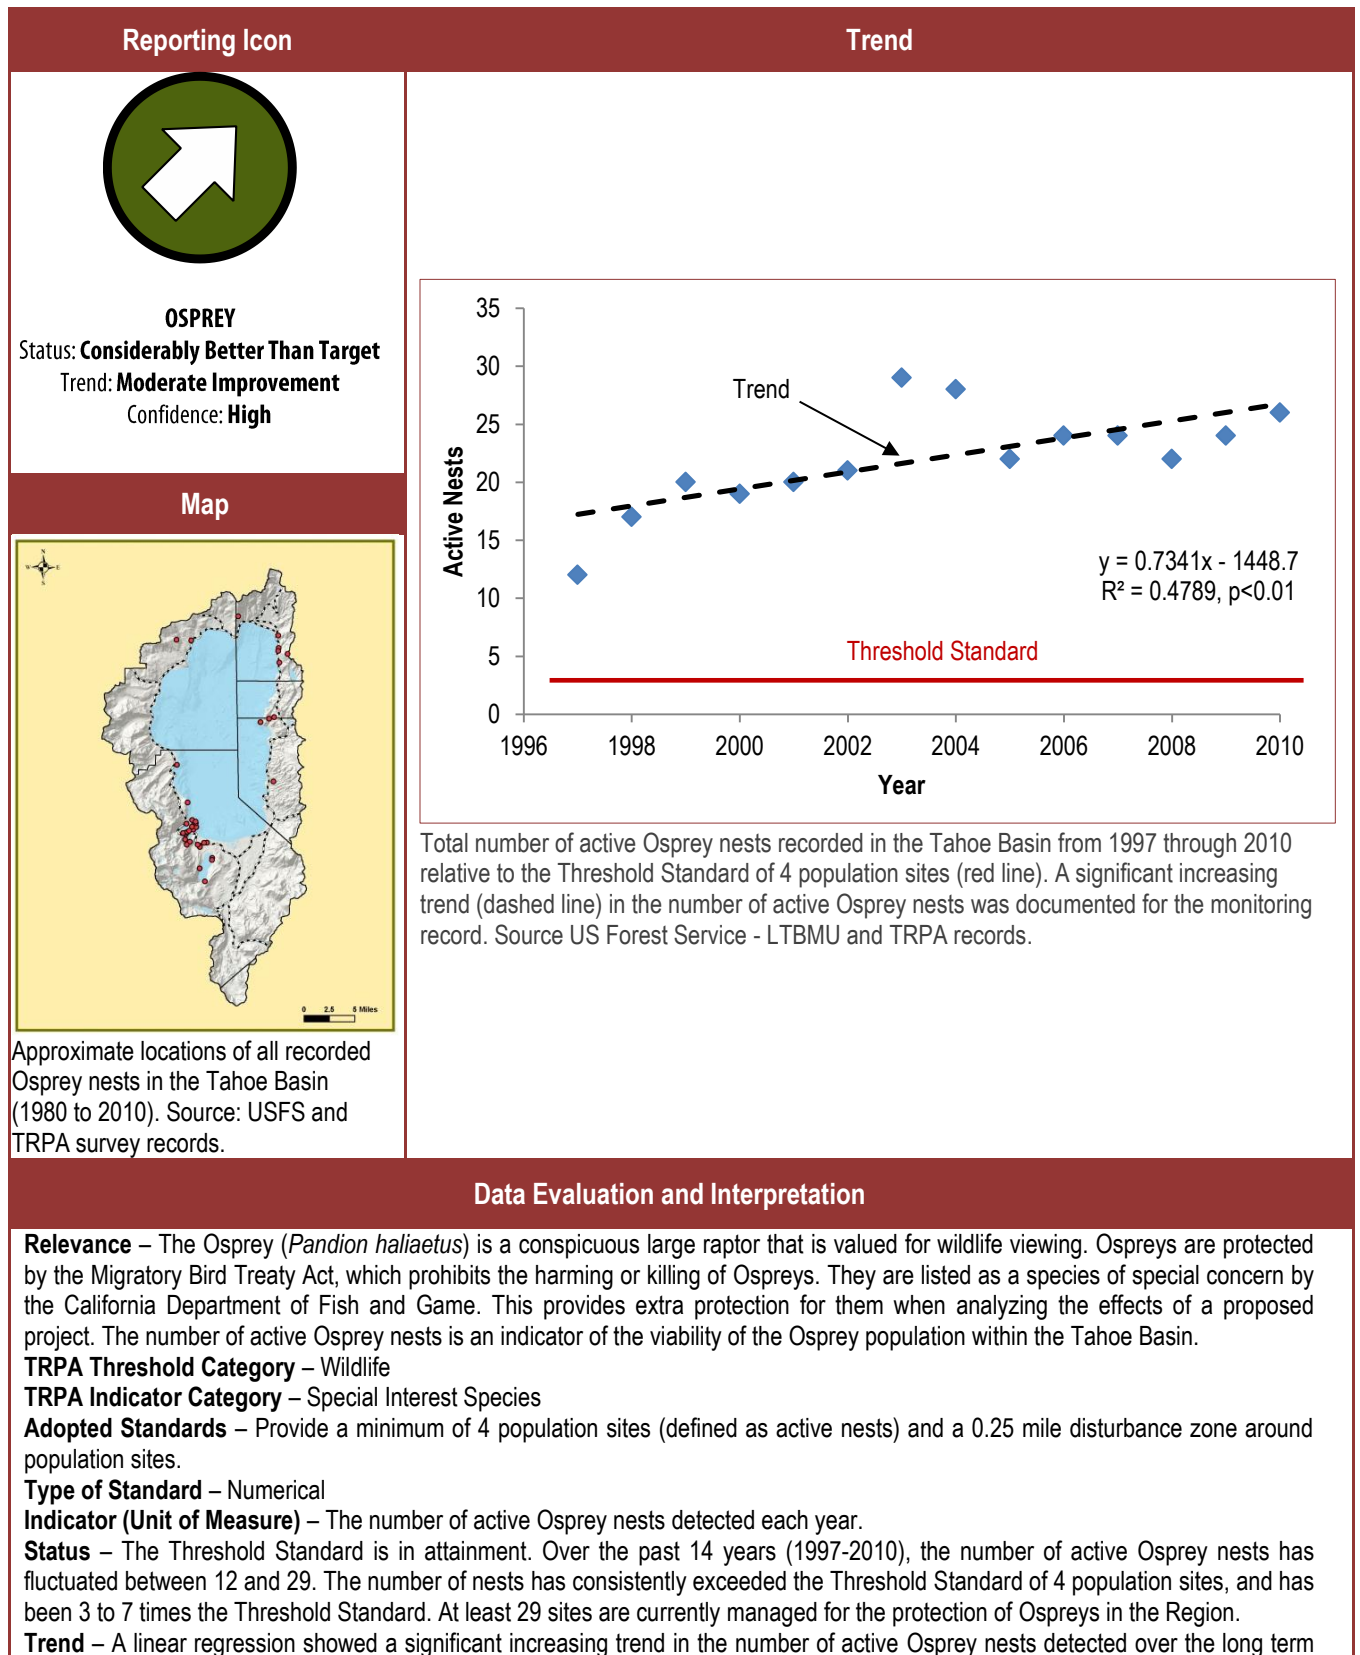 Reporting Icon
Trend
OSPREY
Status: Considerably Better Than Target
Trend: Moderate Improvement
Confidence: High
Map
N
W E
S
0 2.5 5 Miles
Approximate locations of all recorded
Osprey nests in the Tahoe Basin
(1980 to 2010). Source: USFS and
TRPA survey records.
35
30
25
20
15
10
5
0
Active Nests
Trend
y = 0.7341x - 1448.7
R² = 0.4789, p<0.01
Threshold Standard
1996 1998 2000 2002 2004 2006 2008 2010
Year
Total number of active Osprey nests recorded in the Tahoe Basin from 1997 through 2010
relative to the Threshold Standard of 4 population sites (red line). A significant increasing
trend (dashed line) in the number of active Osprey nests was documented for the monitoring
record. Source US Forest Service - LTBMU and TRPA records.
Data Evaluation and Interpretation
Relevance – The Osprey (Pandion haliaetus) is a conspicuous large raptor that is valued for wildlife viewing. Ospreys are protected
by the Migratory Bird Treaty Act, which prohibits the harming or killing of Ospreys. They are listed as a species of special concern by
the California Department of Fish and Game. This provides extra protection for them when analyzing the effects of a proposed
project. The number of active Osprey nests is an indicator of the viability of the Osprey population within the Tahoe Basin.
TRPA Threshold Category – Wildlife
TRPA Indicator Category – Special Interest Species
Adopted Standards – Provide a minimum of 4 population sites (defined as active nests) and a 0.25 mile disturbance zone around
population sites.
Type of Standard – Numerical
Indicator (Unit of Measure) – The number of active Osprey nests detected each year.
Status – The Threshold Standard is in attainment. Over the past 14 years (1997-2010), the number of active Osprey nests has
fluctuated between 12 and 29. The number of nests has consistently exceeded the Threshold Standard of 4 population sites, and has
been 3 to 7 times the Threshold Standard. At least 29 sites are currently managed for the protection of Ospreys in the Region.
Trend – A linear regression showed a significant increasing trend in the number of active Osprey nests detected over the long term